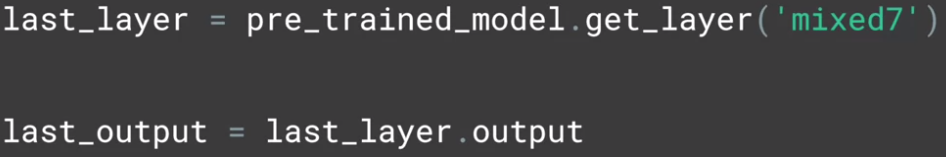 last_layer = pre_trained_model.get_layer('mixed7')
last_output = last_layer.output